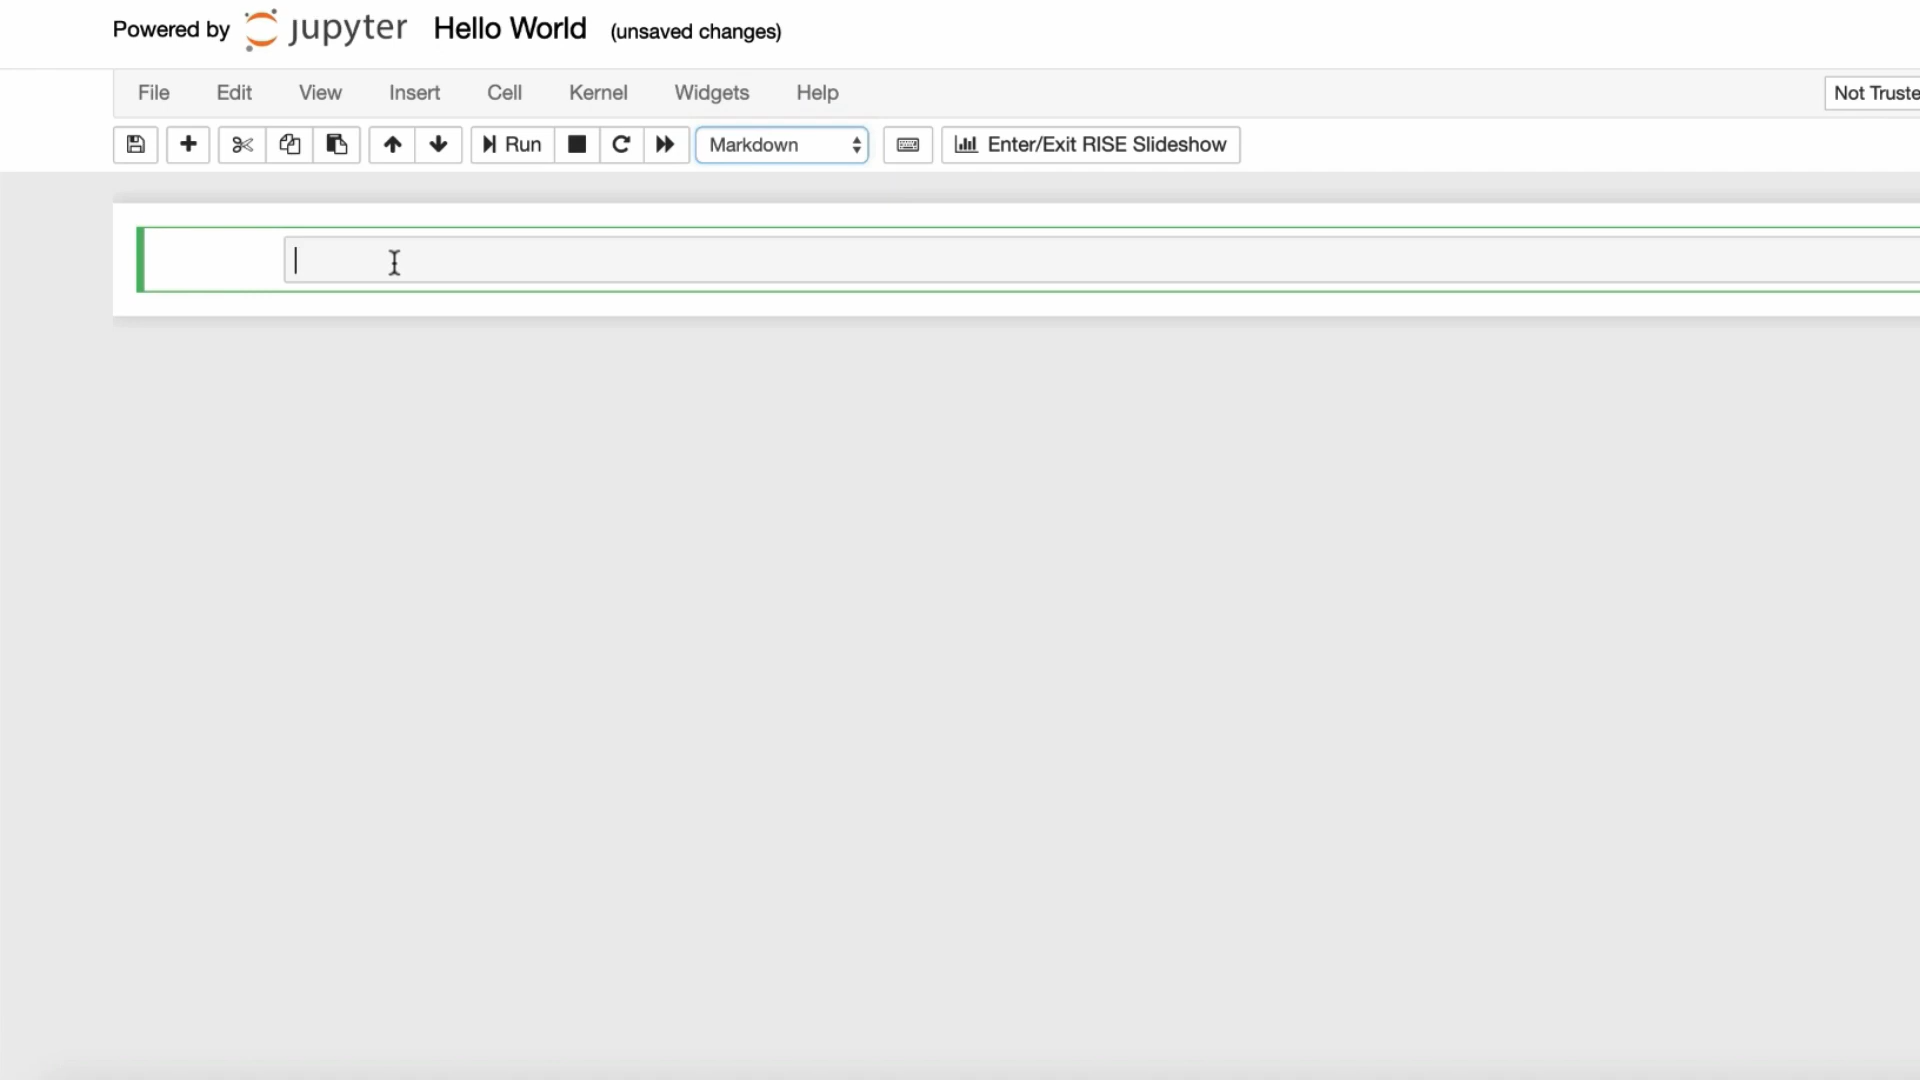 Powered by jupyter Hello World (unsaved changes)
File Edit View Insert Cell Kernel Widgets Help Not Truste
Run Markdown Enter/Exit RISE Slideshow